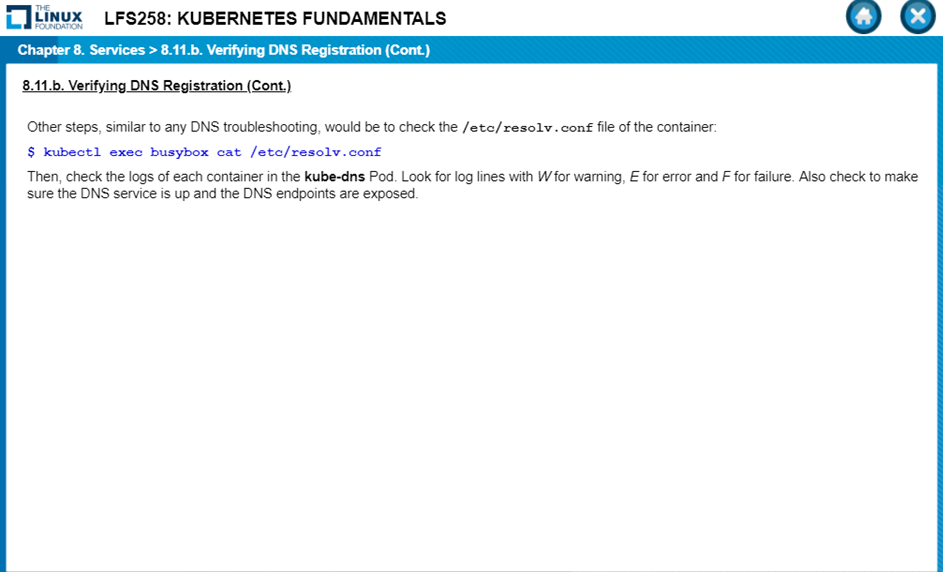 THE
LINUX
FOUNDATION
LFS258: KUBERNETES FUNDAMENTALS
Chapter 8. Services > 8.11.b. Verifying DNS Registration (Cont.)
8.11.b. Verifying DNS Registration (Cont.)
Other steps, similar to any DNS troubleshooting, would be to check the /etc/resolv.conf file of the container:
$ kubectl exec busybox cat /etc/resolv.conf
Then, check the logs of each container in the kube-dns Pod. Look for log lines with W for warning, E for error and F for failure. Also check to make
sure the DNS service is up and the DNS endpoints are exposed.